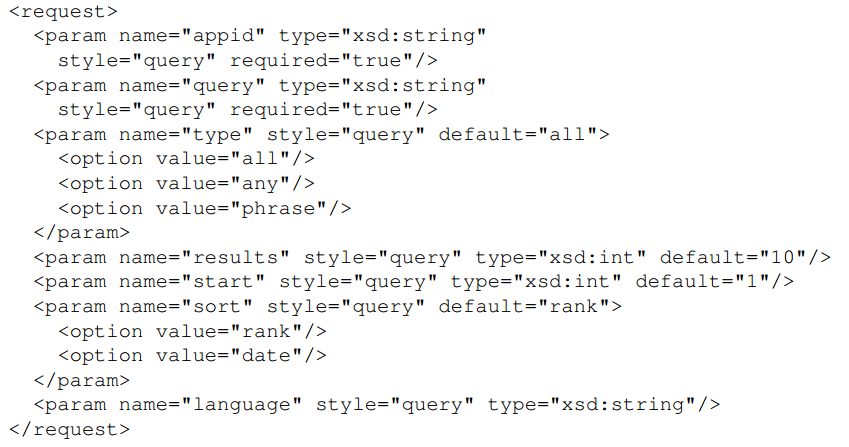 <request>
  <param name="appid" type="xsd:string"
    style="query" required="true"/>
  <param name="query" type="xsd:string"
    style="query" required="true"/>
  <param name="type" style="query" default="all">
    <option value="all"/>
    <option value="any"/>
    <option value="phrase"/>
  </param>
  <param name="results" style="query" type="xsd:int" default="10"/>
  <param name="start" style="query" type="xsd:int" default="1"/>
  <param name="sort" style="query" default="rank">
    <option value="rank"/>
    <option value="date"/>
  </param>
  <param name="language" style="query" type="xsd:string"/>
</request>